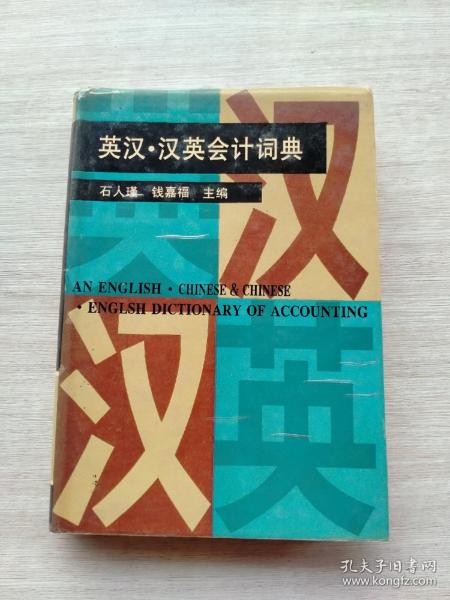 英汉·汉英会计词典
石人瑾 钱嘉福 主编
英 汉
AN ENGLISH · CHINESE & CHINESE
· ENGLSH DICTIONARY OF ACCOUNTING
汉 英
孔夫子旧书网
www.kongfz.com